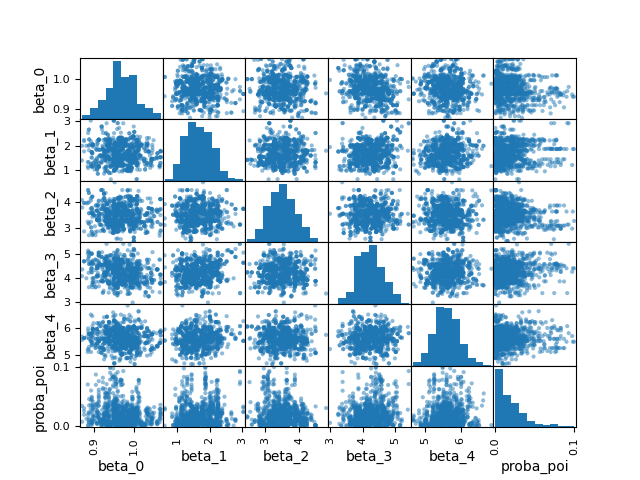 beta_0
1.0
0.9
beta_1
3
2
1
beta_2
4
3
beta_3
5
4
3
beta_4
6
5
proba_poi
0.1
0.0
0.9 1.0 1 2 3 3 4 3 4 5 5 6 0.0 0.1
beta_0 beta_1 beta_2 beta_3 beta_4 proba_poi